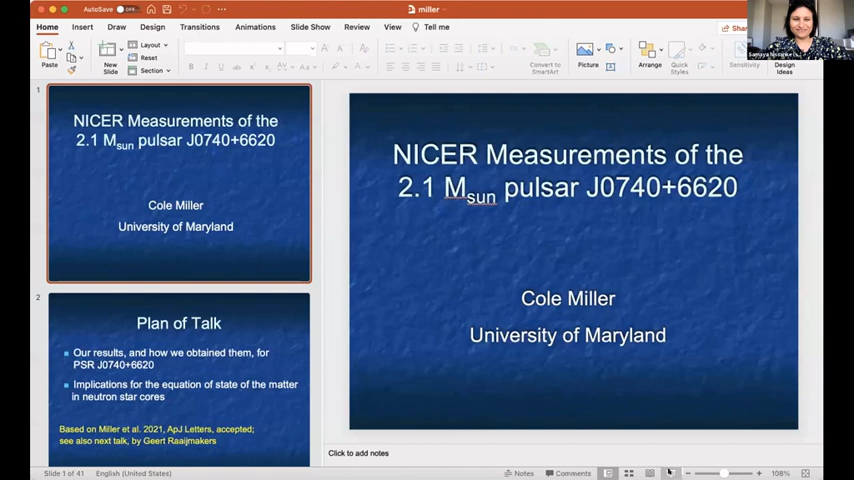 AutoSave OFF
miller
Home Insert Draw Design Transitions Animations Slide Show Review View Tell me
Shar
Paste
New
Slide
Layout
Reset
Section
Convert to
SmartArt
Picture
Arrange
Quick
Styles
Sensitivity
Design
Ideas
1
NICER Measurements of the
2.1 Msun pulsar J0740+6620
Cole Miller
University of Maryland
2
Plan of Talk
Our results, and how we obtained them, for
PSR J0740+6620
Implications for the equation of state of the matter
in neutron star cores
Based on Miller et al. 2021, ApJ Letters, accepted;
see also next talk, by Geert Raaijmakers
NICER Measurements of the
2.1 Msun pulsar J0740+6620
Cole Miller
University of Maryland
Click to add notes
Slide 1 of 41 English (United States) Notes Comments 108%